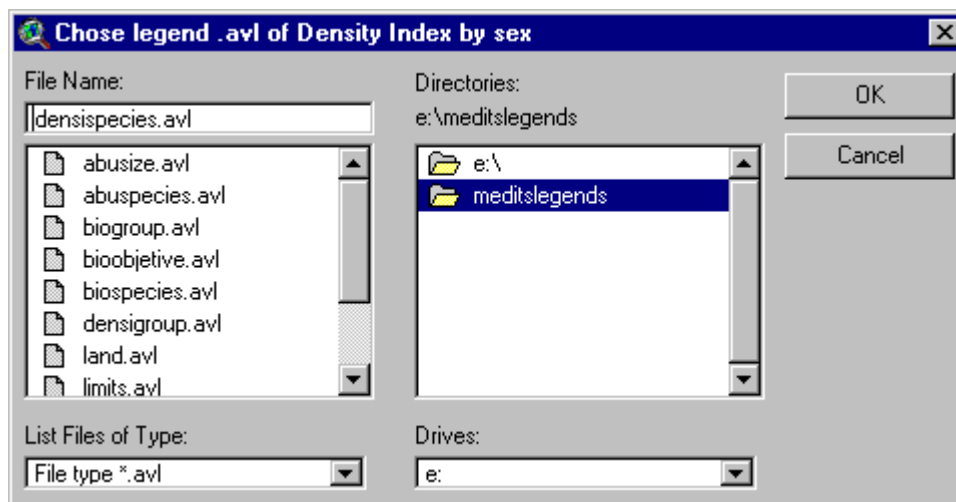 Chose legend .avl of Density Index by sex
File Name:
densispecies.avl
abusize.avl
abuspecies.avl
biogroup.avl
bioobjetive.avl
biospecies.avl
densigroup.avl
land.avl
limits.avl
List Files of Type:
File type *.avl
Directories:
e:\meditslegends
e:\
meditslegends
Drives:
e:
OK
Cancel